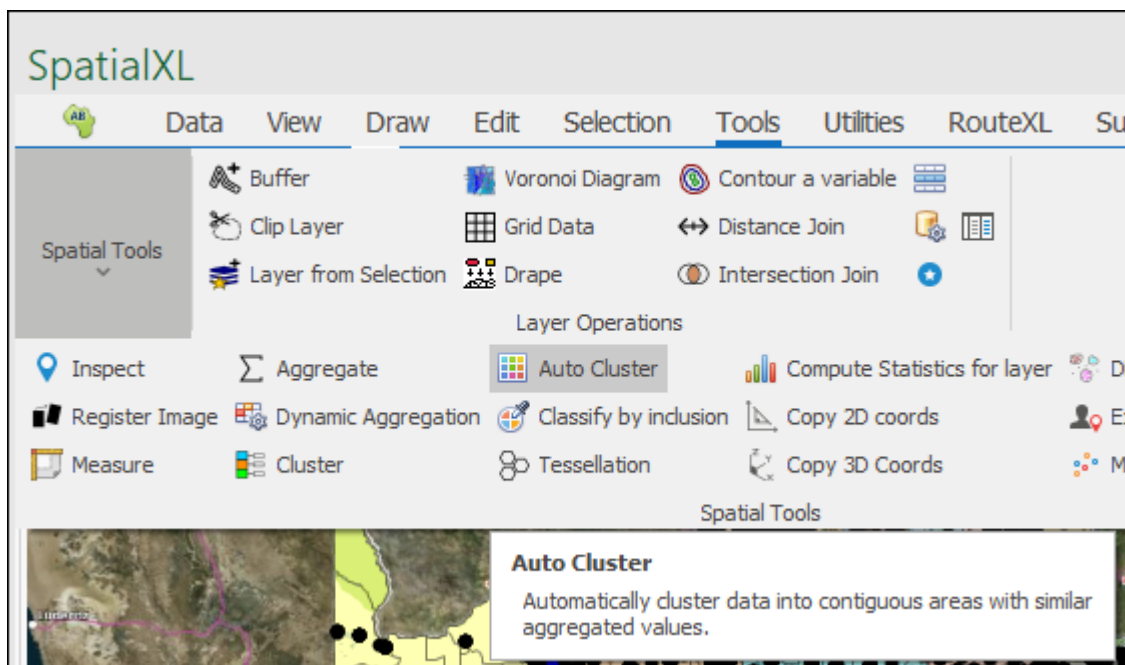 SpatialXL
AB Data View Draw Edit Selection Tools Utilities RouteXL Su
Spatial Tools
Buffer Voronoi Diagram Contour a variable
Clip Layer Grid Data Distance Join
Layer from Selection Drape Intersection Join
Layer Operations
Inspect Aggregate Auto Cluster Compute Statistics for layer D
Register Image Dynamic Aggregation Classify by inclusion Copy 2D coords Ex
Measure Cluster Tessellation Copy 3D Coords M
Spatial Tools
Auto Cluster
Automatically cluster data into contiguous areas with similar
aggregated values.